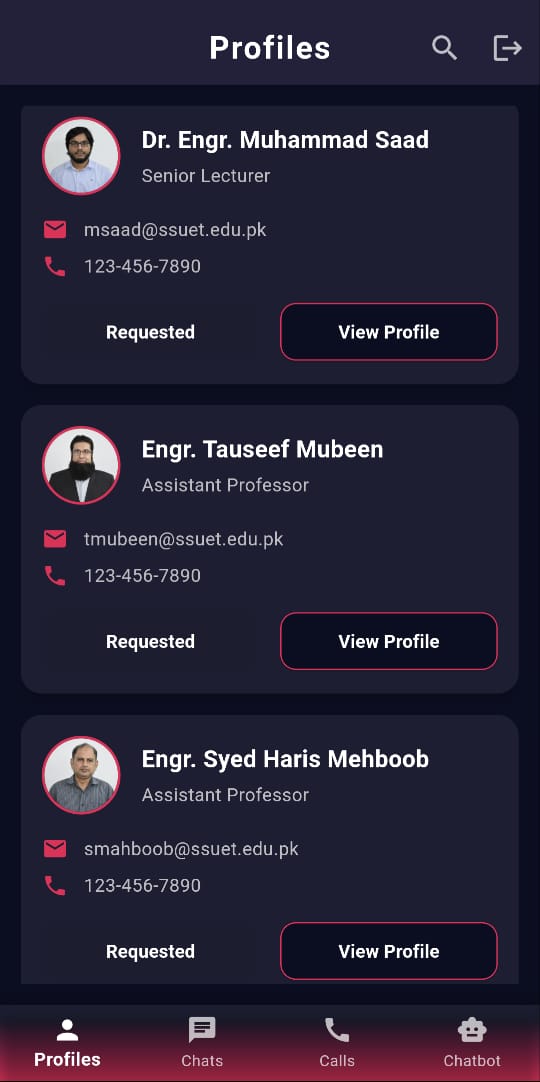 Profiles
Dr. Engr. Muhammad Saad
Senior Lecturer
msaad@ssuet.edu.pk
123-456-7890
Requested View Profile
Engr. Tauseef Mubeen
Assistant Professor
tmubeen@ssuet.edu.pk
123-456-7890
Requested View Profile
Engr. Syed Haris Mehboob
Assistant Professor
smahboob@ssuet.edu.pk
123-456-7890
Requested View Profile
Profiles Chats Calls Chatbot